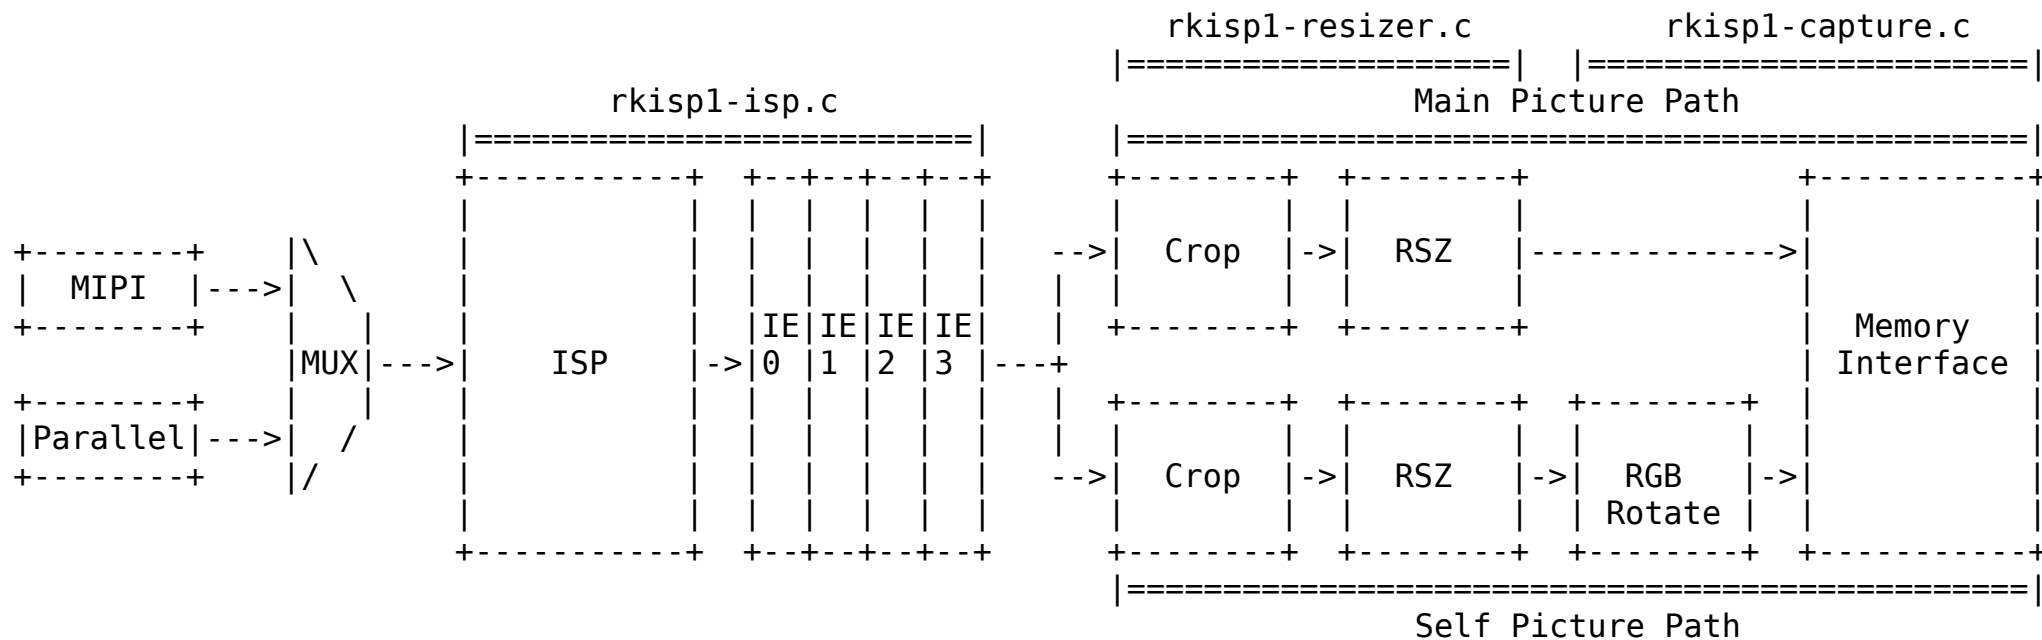 rkisp1-resizer.c rkisp1-capture.c
|====================| |=======================|
rkisp1-isp.c Main Picture Path
|==========================| |===============================================|
+-----------+ +--+--+--+--+ +--------+ +--------+ +-----------+
| | | | | | | | | | | | |
+--------+ |\ | | | | | | | -->| Crop |->| RSZ |------------->| |
| MIPI |--->| \ | | | | | | | | | | | | | |
+--------+ | | | | |IE|IE|IE|IE| | +--------+ +--------+ | Memory |
|MUX|--->| ISP |->|0 |1 |2 |3 |---+ | Interface |
+--------+ | | | | | | | | | | +--------+ +--------+ +--------+ | |
|Parallel|--->| / | | | | | | | | | | | | | | | |
+--------+ |/ | | | | | | | -->| Crop |->| RSZ |->| RGB |->| |
| | | | | | | | | | | | Rotate | | |
+-----------+ +--+--+--+--+ +--------+ +--------+ +--------+ +-----------+
|===============================================|
Self Picture Path